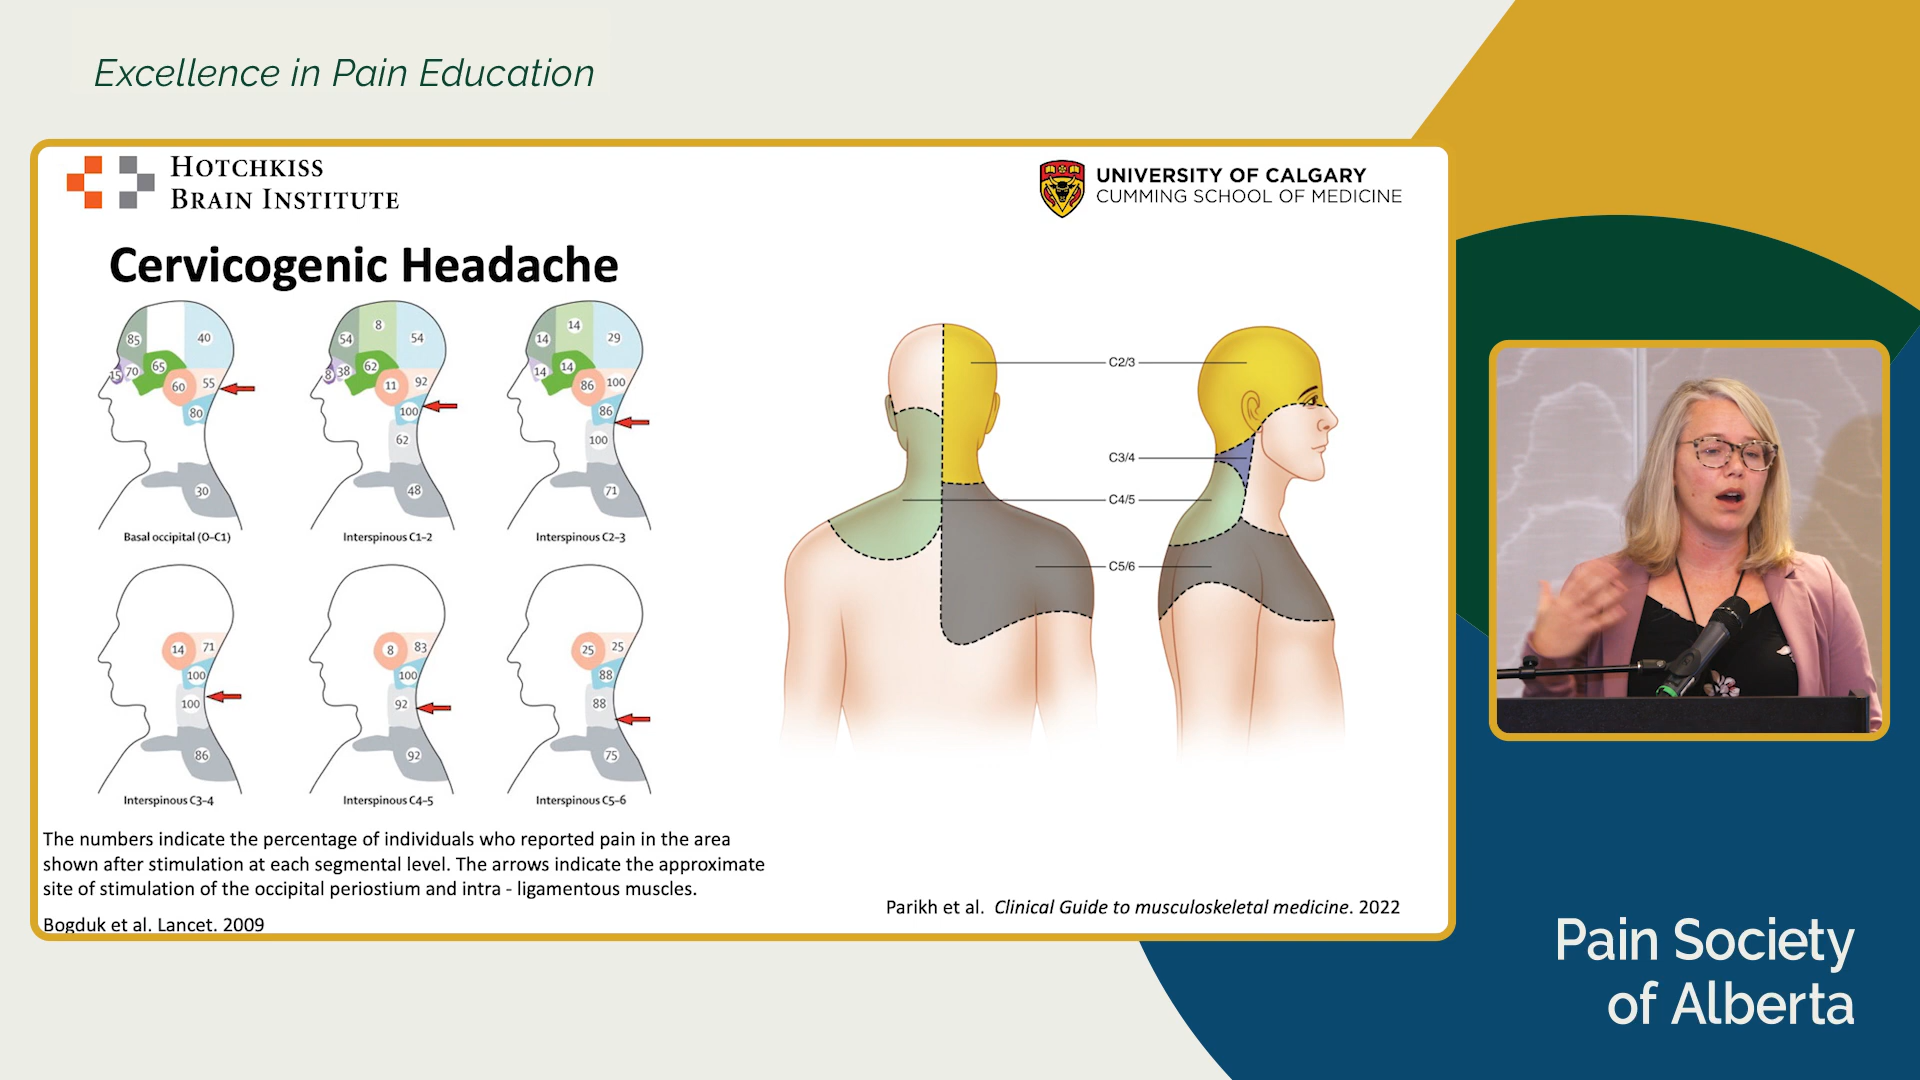 Excellence in Pain Education
HOTCHKISS
BRAIN INSTITUTE
UNIVERSITY OF CALGARY
CUMMING SCHOOL OF MEDICINE
Cervicogenic Headache
85 40
15 70 65 60 55
80
30
Basal occipital (O–C1)
54 8 54
8 38 62 11 92
100
62
48
Interspinous C1–2
14 14 29
14 14 86 100
86
100
71
Interspinous C2–3
14 71
100
100
86
Interspinous C3–4
8 83
100
92
92
Interspinous C4–5
25 25
88
88
75
Interspinous C5–6
C2/3
C3/4
C4/5
C5/6
The numbers indicate the percentage of individuals who reported pain in the area
shown after stimulation at each segmental level. The arrows indicate the approximate
site of stimulation of the occipital periostium and intra - ligamentous muscles.
Bogduk et al. Lancet. 2009
Parikh et al. Clinical Guide to musculoskeletal medicine. 2022
Pain Society
of Alberta